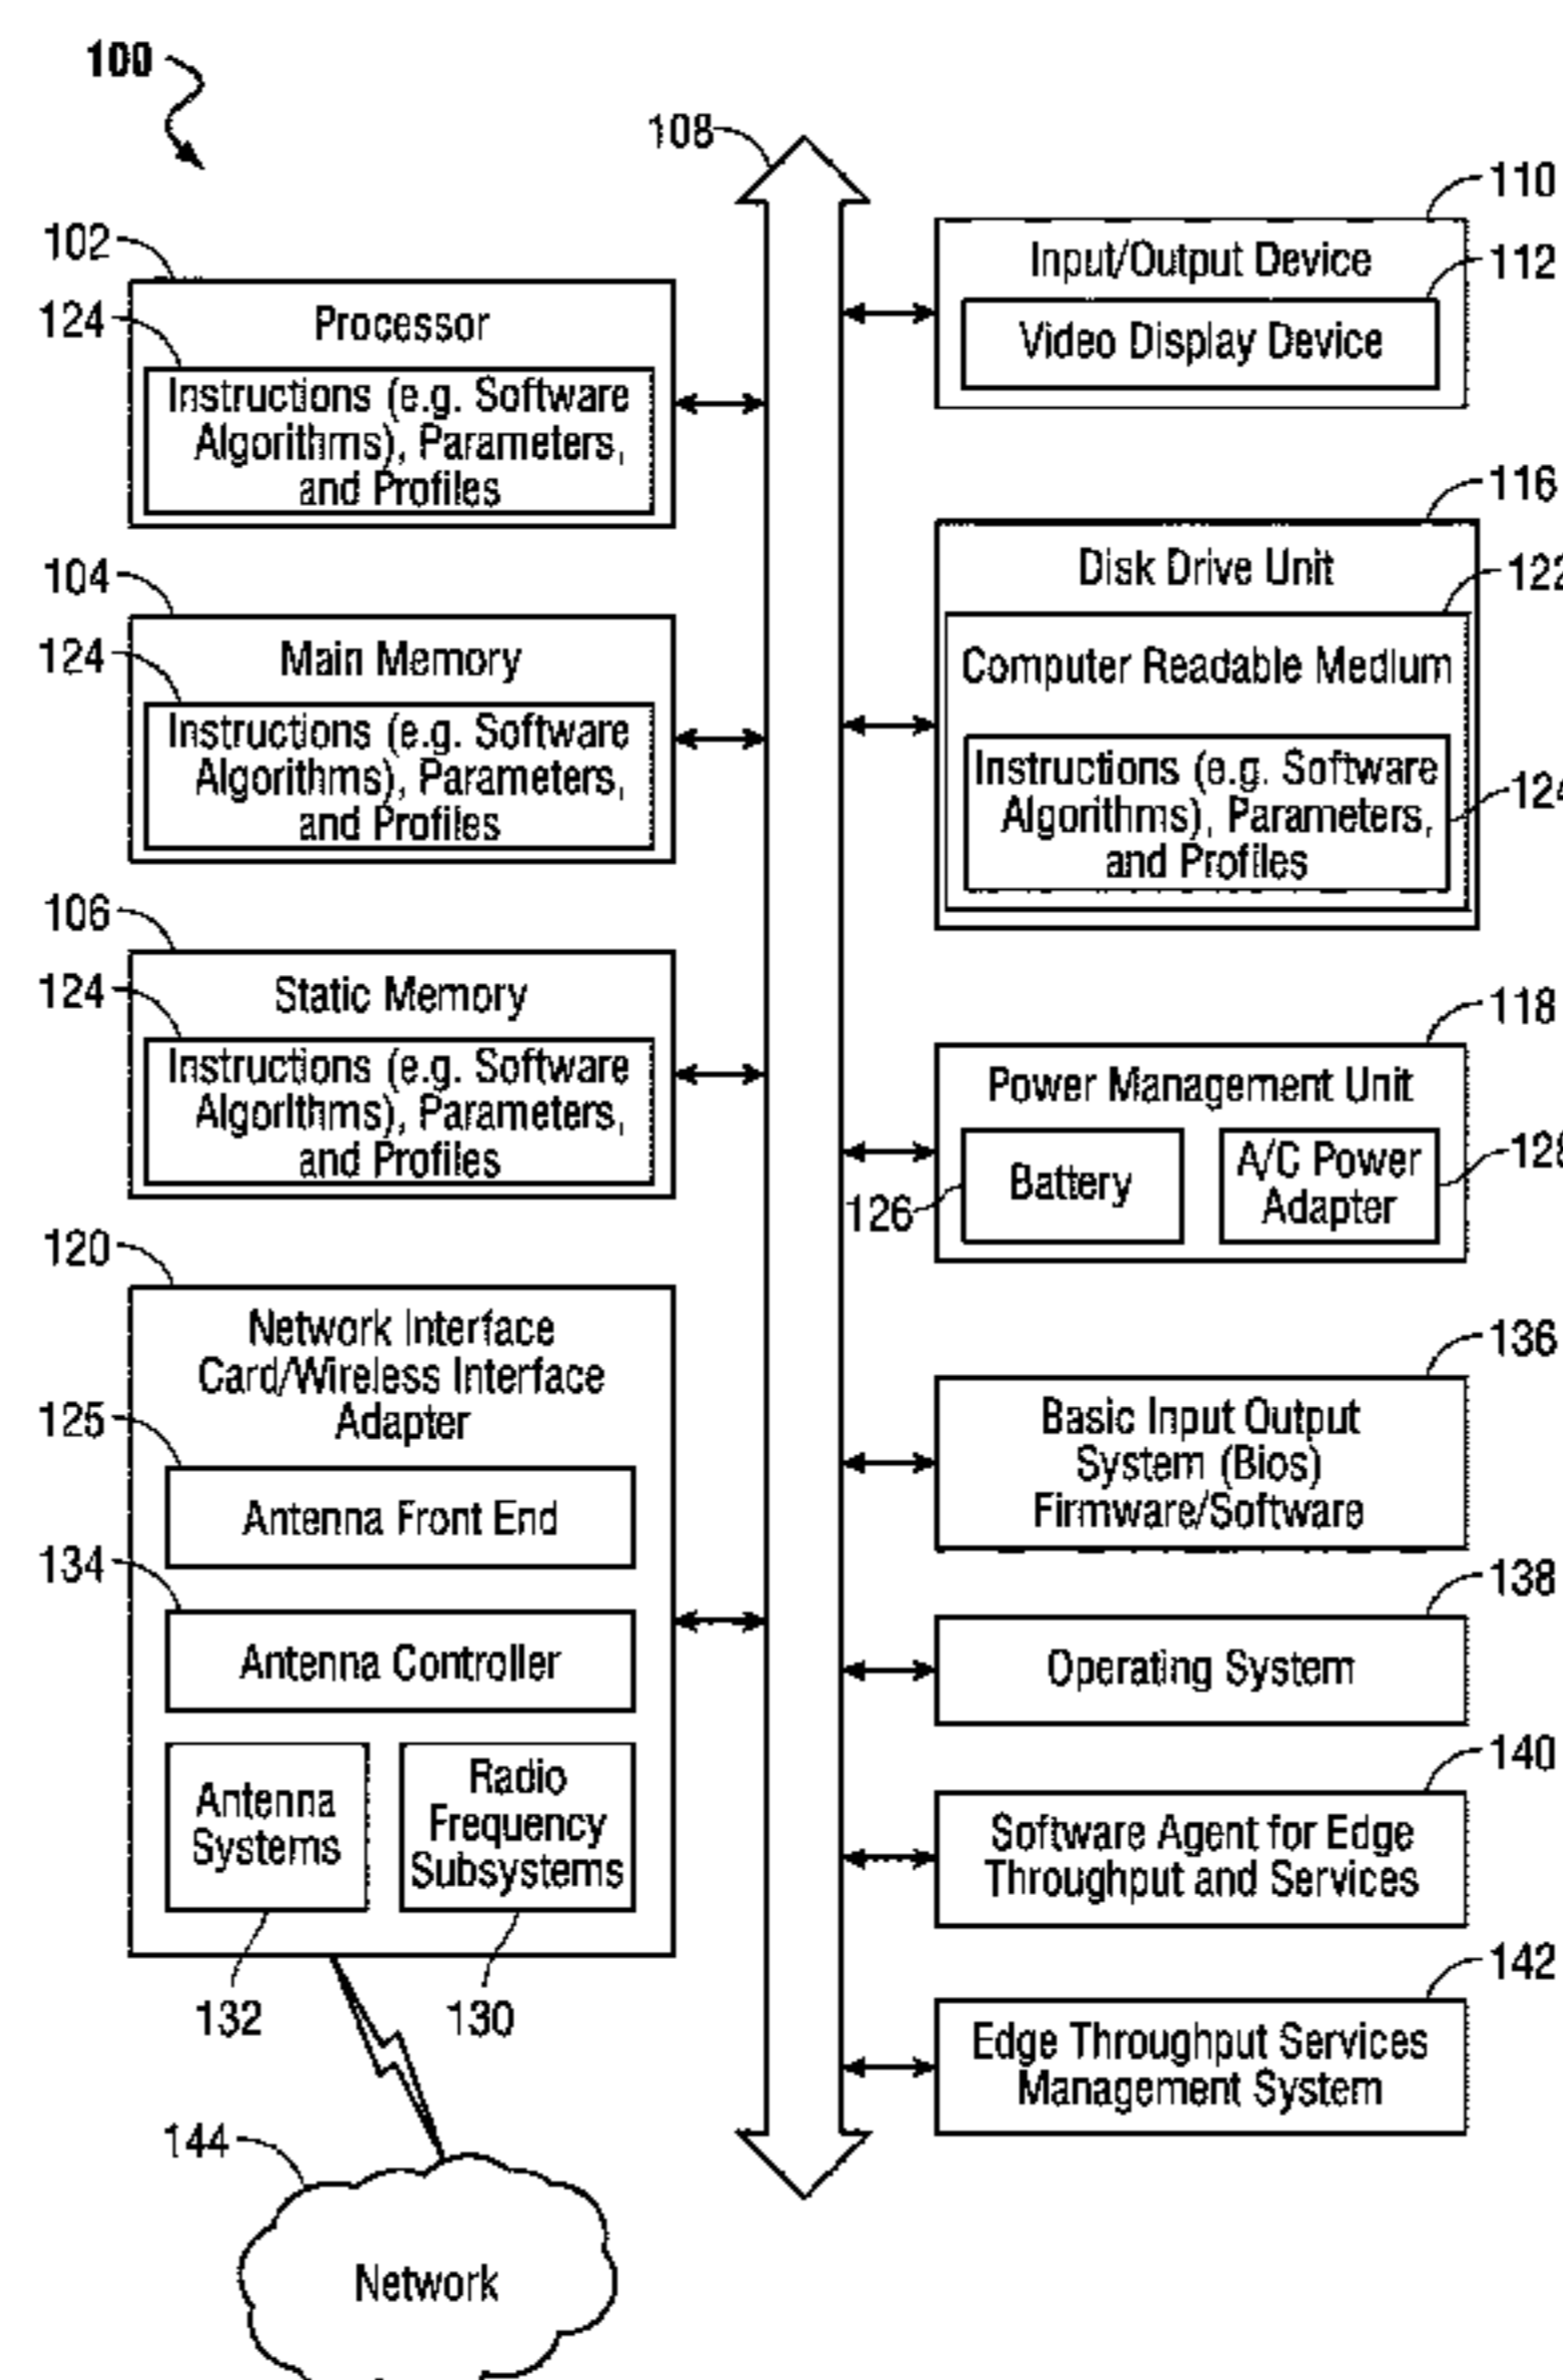 100
108
102
Processor
124
Instructions (e.g. Software
Algorithms), Parameters,
and Profiles
104
Main Memory
124
Instructions (e.g. Software
Algorithms), Parameters,
and Profiles
106
Static Memory
124
Instructions (e.g. Software
Algorithms), Parameters,
and Profiles
120
Network Interface
Card/Wireless Interface
Adapter
125
Antenna Front End
134
Antenna Controller
Antenna
Systems
Radio
Frequency
Subsystems
132
130
144
Network
110
Input/Output Device
112
Video Display Device
116
Disk Drive Unit
122
Computer Readable Medium
Instructions (e.g. Software
Algorithms), Parameters,
and Profiles
124
118
Power Management Unit
Battery
126
A/C Power
Adapter
128
136
Basic Input Output
System (Bios)
Firmware/Software
138
Operating System
140
Software Agent for Edge
Throughput and Services
142
Edge Throughput Services
Management System